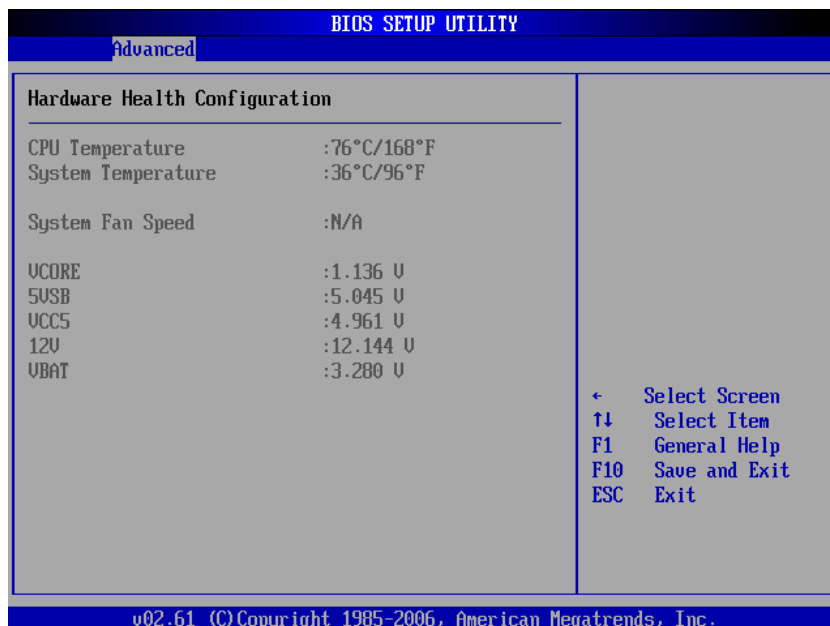 BIOS SETUP UTILITY
Advanced
Hardware Health Configuration
CPU Temperature :76°C/168°F
System Temperature :36°C/96°F
System Fan Speed :N/A
VCORE :1.136 V
5VSB :5.045 V
VCC5 :4.961 V
12V :12.144 V
VBAT :3.280 V
← Select Screen
↑↓ Select Item
F1 General Help
F10 Save and Exit
ESC Exit
v02.61 (C)Copyright 1985-2006, American Megatrends, Inc.